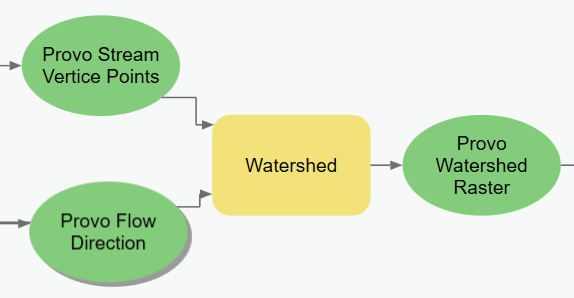 Provo Stream
Vertice Points
Watershed
Provo
Watershed
Raster
Provo Flow
Direction